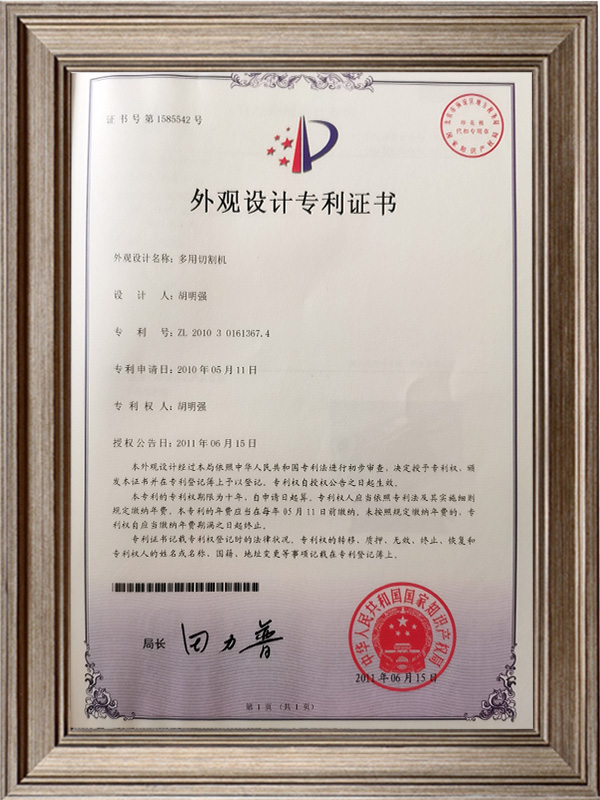 证书号第1585542号
外观设计专利证书
外观设计名称：多用切割机
设 计 人：胡明强
专 利 号：ZL 2010 3 0161367.4
专利申请日：2010年05月11日
专 利 权 人：胡明强
授权公告日：2011年06月15日
本外观设计经过本局依照中华人民共和国专利法进行初步审查，决定授予专利权，颁
发本证书并在专利登记簿上予以登记。专利权自授权公告之日起生效。
本专利的专利权期限为十年，自申请日起算。专利权人应当依照专利法及其实施细则
规定缴纳年费。本专利的年费应当在每年05月11日前缴纳。未按照规定缴纳年费的，专
利权自应当缴纳年费期满之日起终止。
专利证书记载专利权登记时的法律状况。专利权的转移、质押、无效、终止、恢复和
专利权人的姓名或名称、国籍、地址变更等事项记载在专利登记簿上。
局长 田力普
中华人民共和国国家知识产权局
2011年06月15日
第1页（共1页）